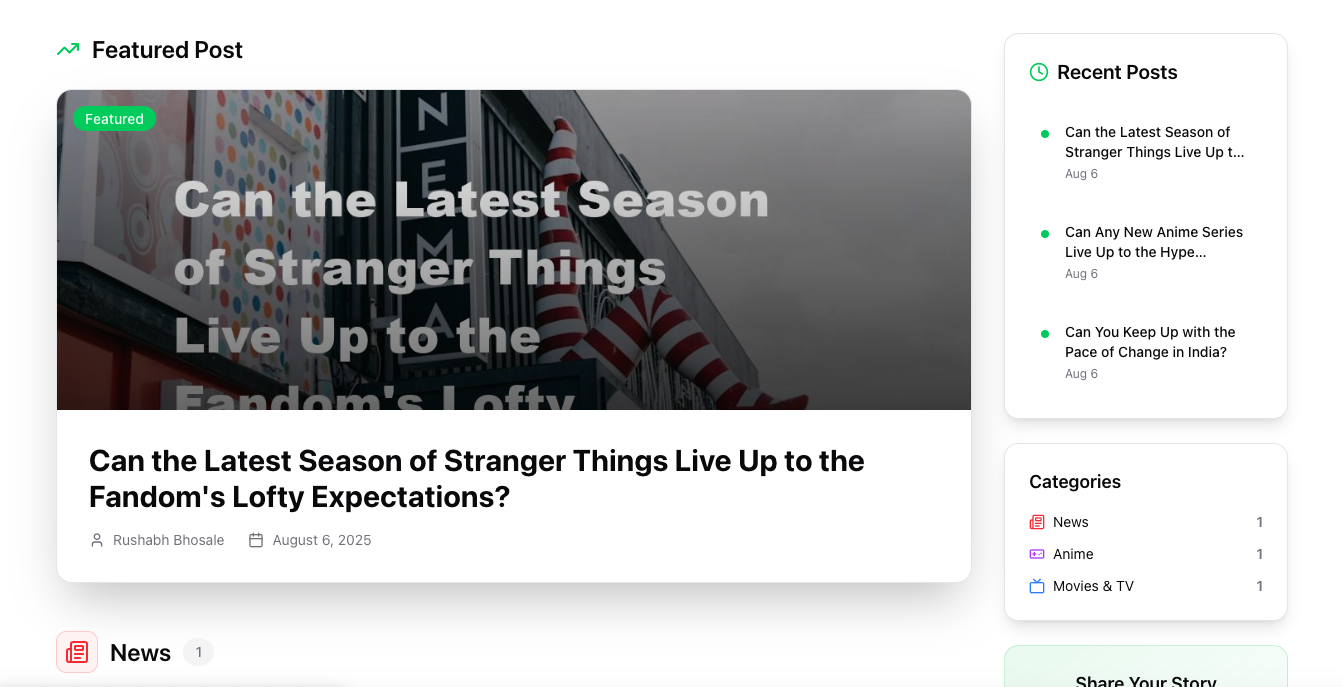 Featured Post
Featured
CINEMA
Can the Latest Season
of Stranger Things
Live Up to the
Fandom's Lofty
Can the Latest Season of Stranger Things Live Up to the
Fandom's Lofty Expectations?
Rushabh Bhosale
August 6, 2025
News
1
Recent Posts
Can the Latest Season of
Stranger Things Live Up t...
Aug 6
Can Any New Anime Series
Live Up to the Hype...
Aug 6
Can You Keep Up with the
Pace of Change in India?
Aug 6
Categories
News 1
Anime 1
Movies & TV 1
Share Your Story